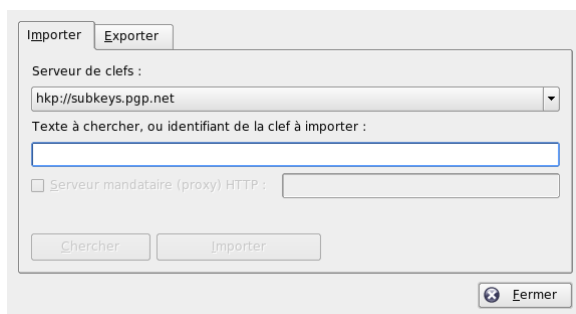 Importer Exporter
Serveur de clefs :
hkp://subkeys.pgp.net
Texte à chercher, ou identifiant de la clef à importer :
Serveur mandataire (proxy) HTTP :
Chercher Importer
Fermer